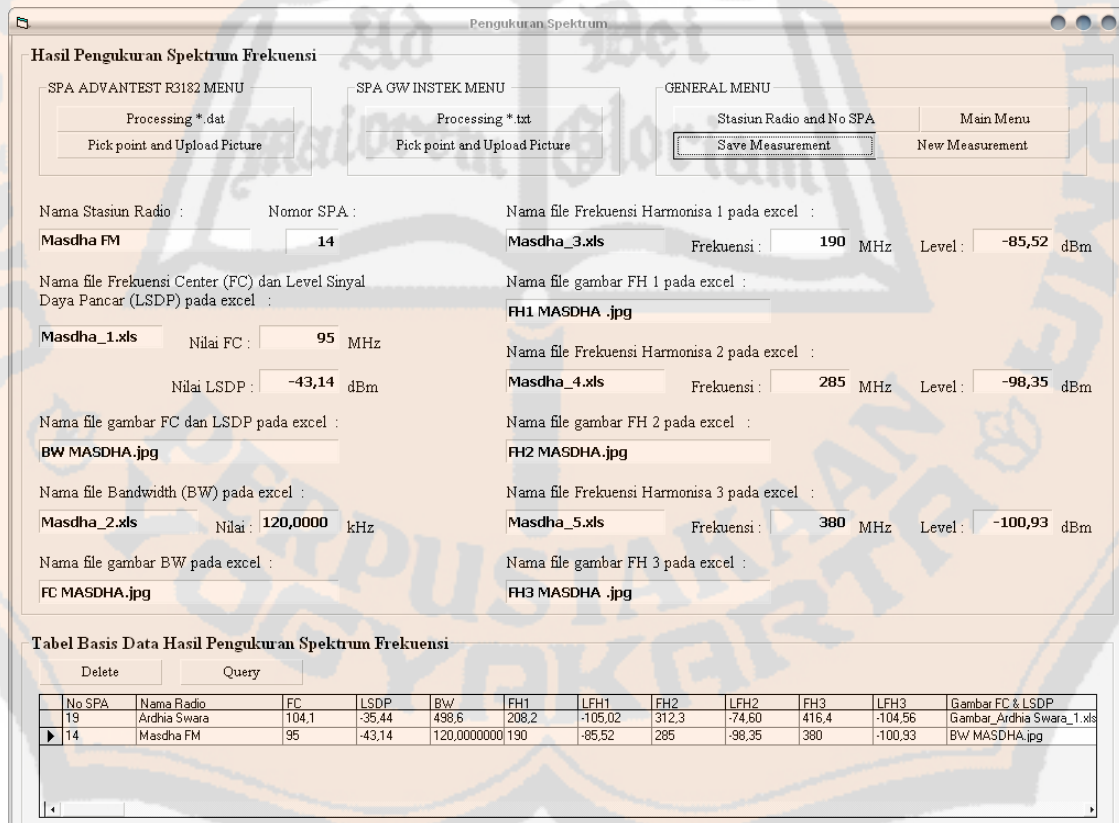 Pengukuran Spektrum
Hasil Pengukuran Spektrum Frekuensi
SPA ADVANTEST R3182 MENU
Processing *.dat
Pick point and Upload Picture
SPA GW INSTEK MENU
Processing *.txt
Pick point and Upload Picture
GENERAL MENU
Stasiun Radio and No SPA
Main Menu
Save Measurement
New Measurement
Nama Stasiun Radio :
Nomor SPA :
Masdha FM
14
Nama file Frekuensi Center (FC) dan Level Sinyal
Daya Pancar (LSDP) pada excel :
Masdha_1.xls
Nilai FC : 95 MHz
Nilai LSDP : -43,14 dBm
Nama file gambar FC dan LSDP pada excel :
BW MASDHA.jpg
Nama file Bandwidth (BW) pada excel :
Masdha_2.xls
Nilai : 120,0000 kHz
Nama file gambar BW pada excel :
FC MASDHA.jpg
Nama file Frekuensi Harmonisa 1 pada excel :
Masdha_3.xls
Frekuensi : 190 MHz
Level : -85,52 dBm
Nama file gambar FH 1 pada excel :
FH1 MASDHA .jpg
Nama file Frekuensi Harmonisa 2 pada excel :
Masdha_4.xls
Frekuensi : 285 MHz
Level : -98,35 dBm
Nama file gambar FH 2 pada excel :
FH2 MASDHA.jpg
Nama file Frekuensi Harmonisa 3 pada excel :
Masdha_5.xls
Frekuensi : 380 MHz
Level : -100,93 dBm
Nama file gambar FH 3 pada excel :
FH3 MASDHA .jpg
Tabel Basis Data Hasil Pengukuran Spektrum Frekuensi
Delete
Query
No SPA Nama Radio FC LSDP BW FH1 LFH1 FH2 LFH2 FH3 LFH3 Gambar FC & LSDP
19 Ardhia Swara 104,1 -35,44 498,6 208,2 -105,02 312,3 -74,60 416,4 -104,56 Gambar_Ardhia Swara_1.xls
14 Masdha FM 95 -43,14 120,0000000 190 -85,52 285 -98,35 380 -100,93 BW MASDHA.jpg
Ad Dei
Maiorem Gloriam
PERPUSTAKAAN
YOGYAKARTA